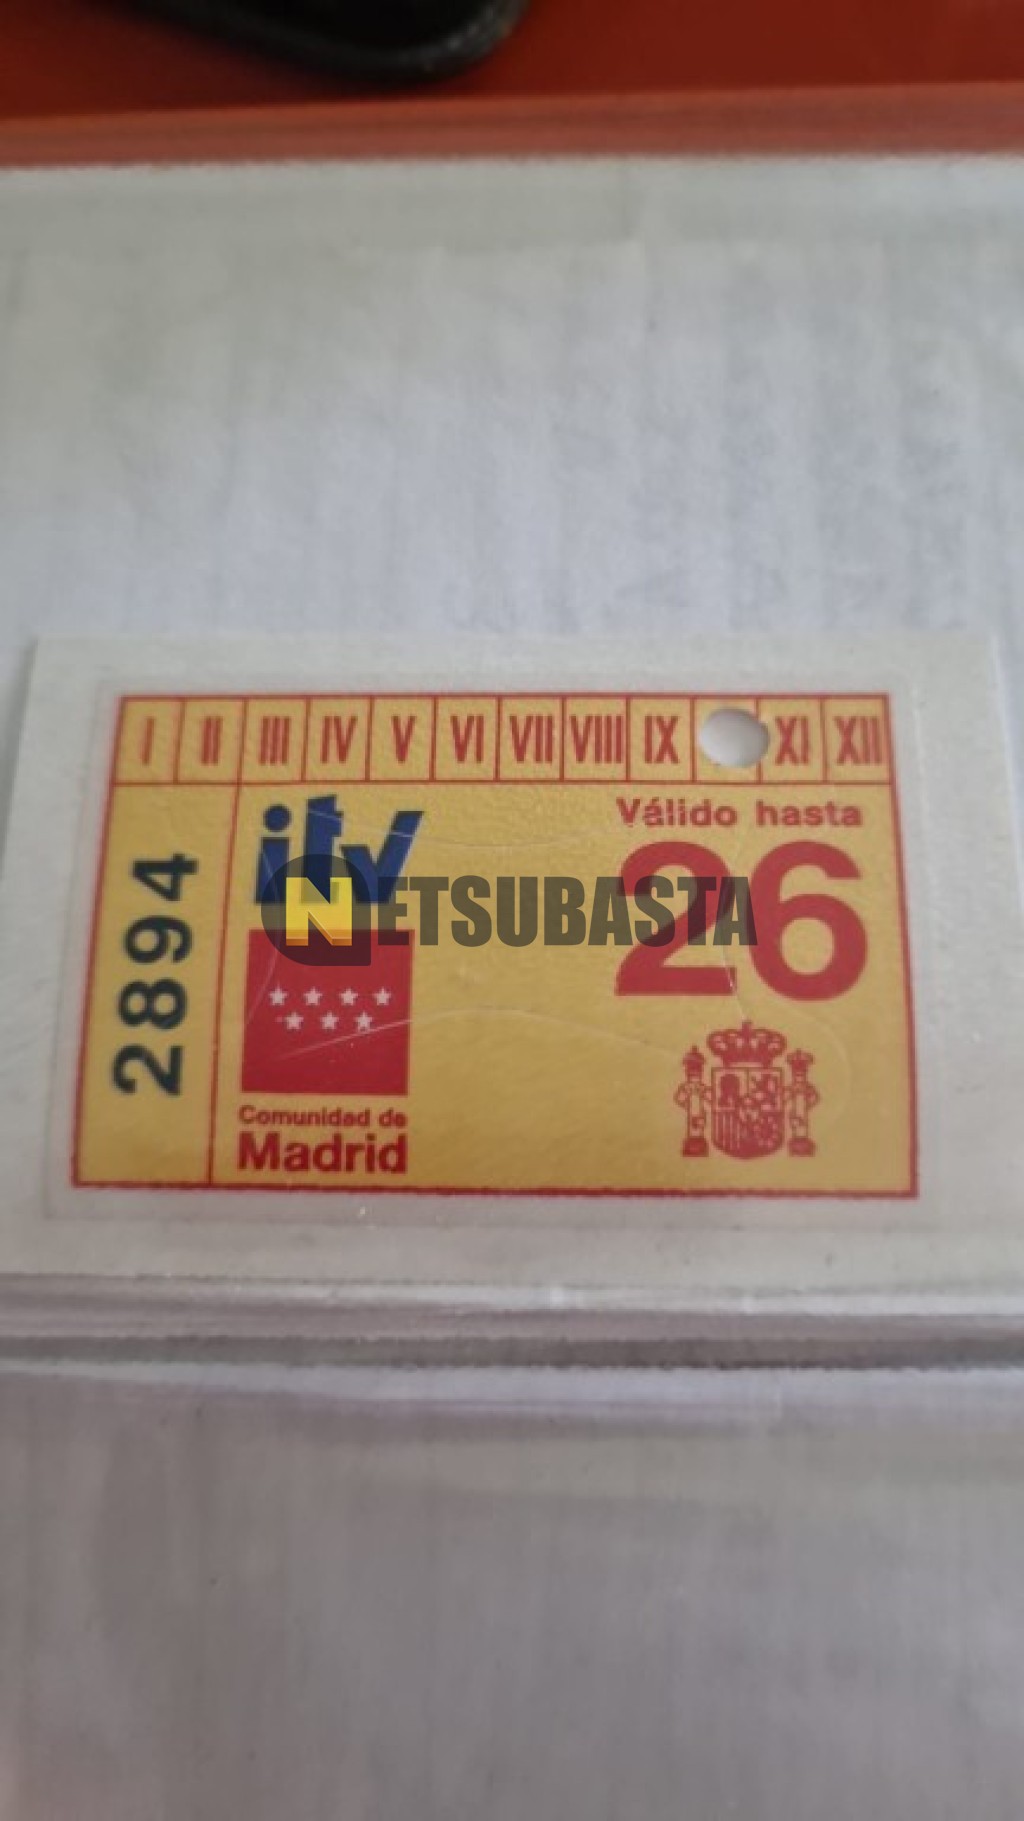 I II III IV V VI VII VIII IX XI XII
2894
itv
Válido hasta
26
NETSUBASTA
Comunidad de
Madrid